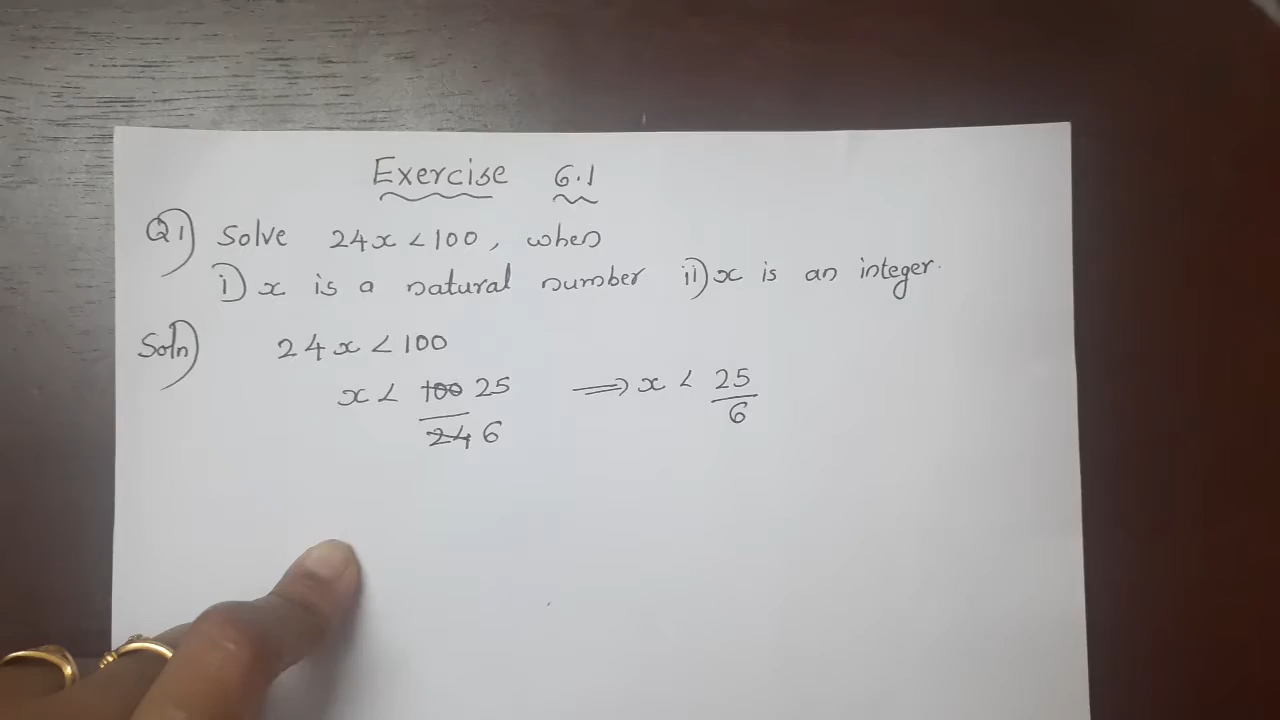 Exercise 6.1
Q1) Solve 24x < 100, when
i) x is a natural number ii) x is an integer.
Soln) 24x < 100
x < 100 25 ⟹ x < 25
24 6 6